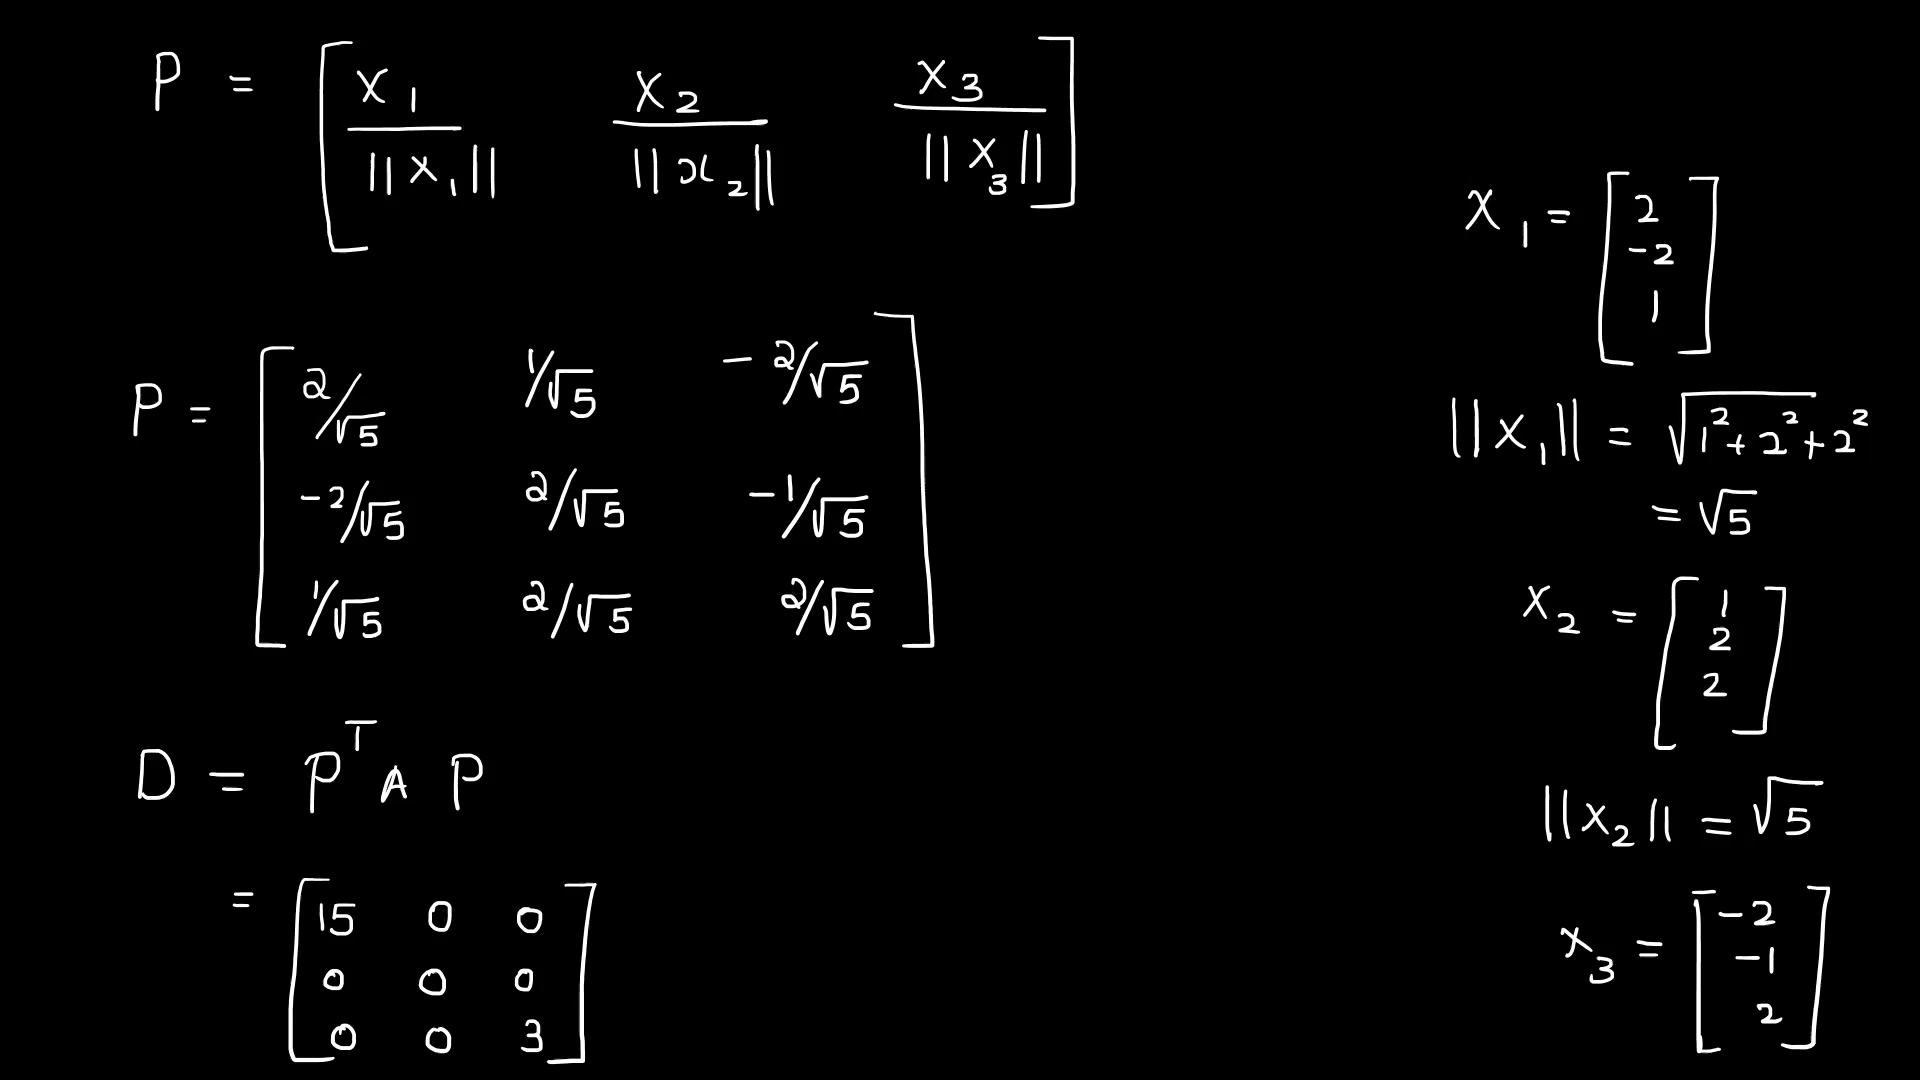 P = [ X₁/||X₁|| X₂/||x₂|| X₃/||X₃|| ]
P = [ 2/√5 1/√5 -2/√5
-2/√5 2/√5 -1/√5
1/√5 2/√5 2/√5 ]
D = Pᵀ A P
= [ 15 0 0
0 0 0
0 0 3 ]
X₁ = [ 2
-2
1 ]
||X₁|| = √1²+2²+2²
= √5
X₂ = [ 1
2
2 ]
||X₂|| = √5
X₃ = [ -2
-1
2 ]